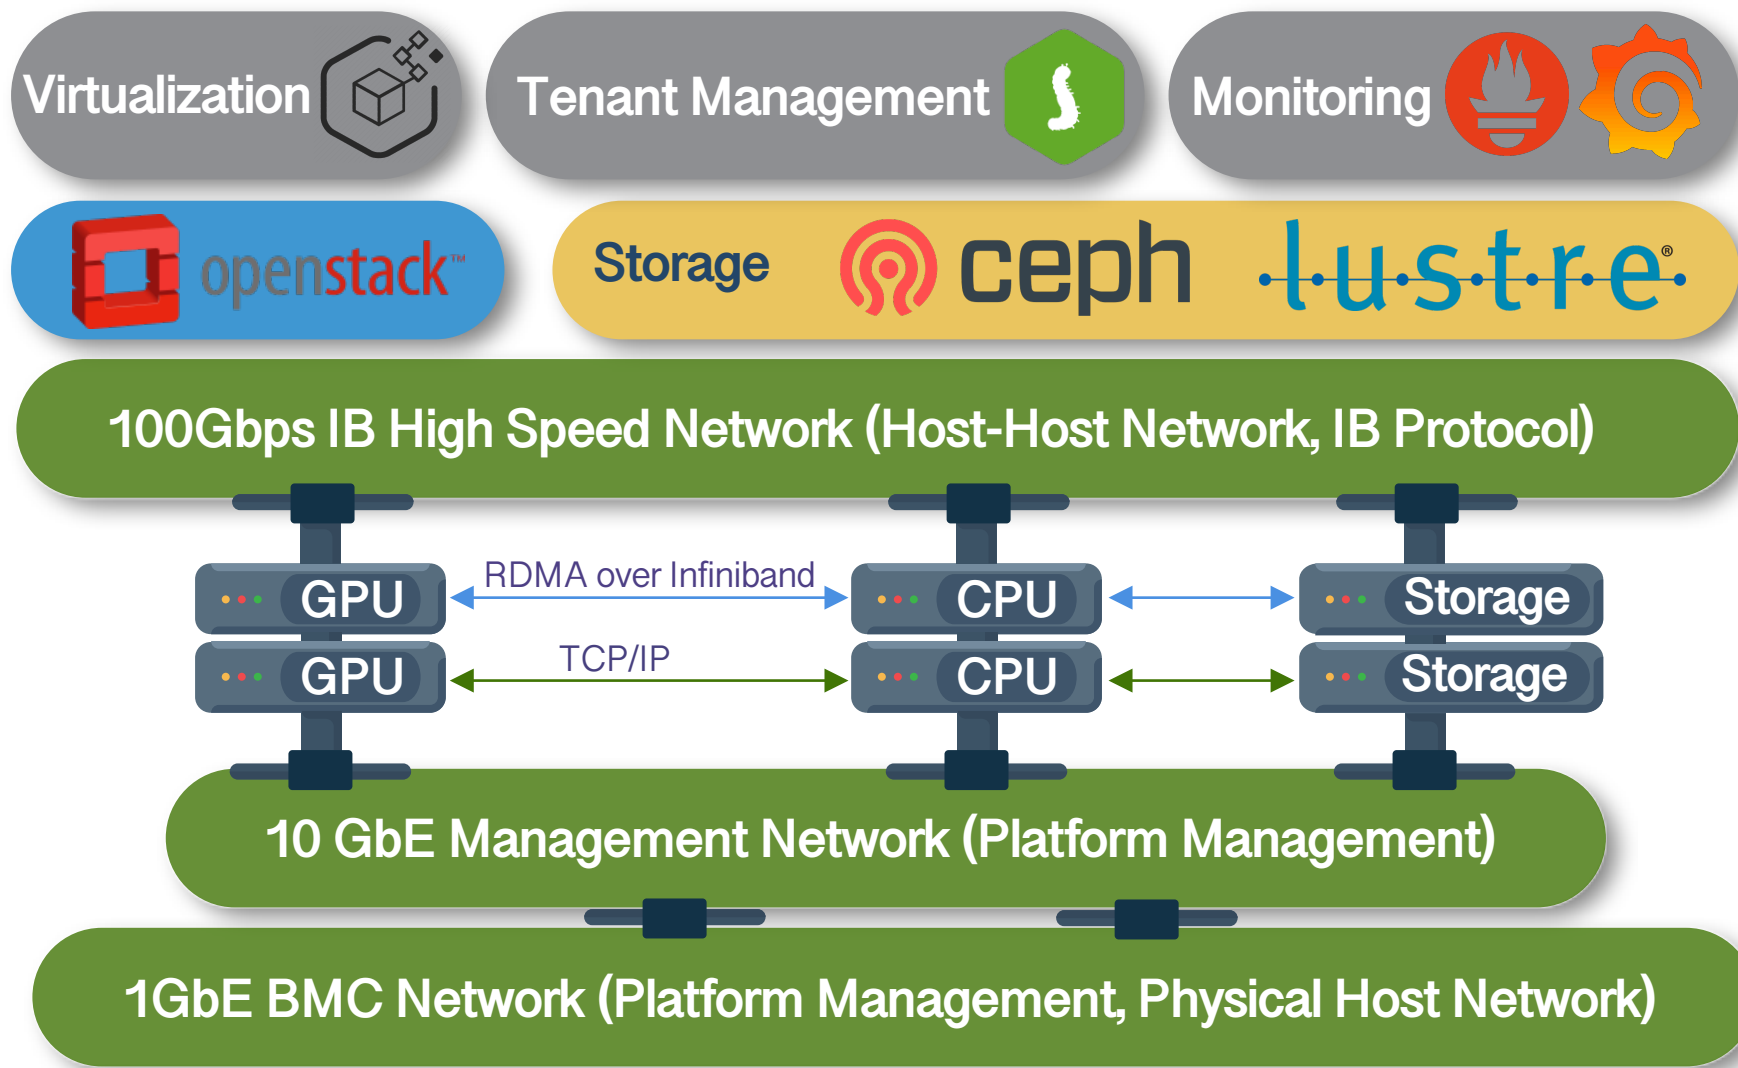 Virtualization
Tenant Management
Monitoring
openstack™
Storage
ceph
lustre®
100Gbps IB High Speed Network (Host-Host Network, IB Protocol)
RDMA over Infiniband
GPU
CPU
Storage
TCP/IP
GPU
CPU
Storage
10 GbE Management Network (Platform Management)
1GbE BMC Network (Platform Management, Physical Host Network)